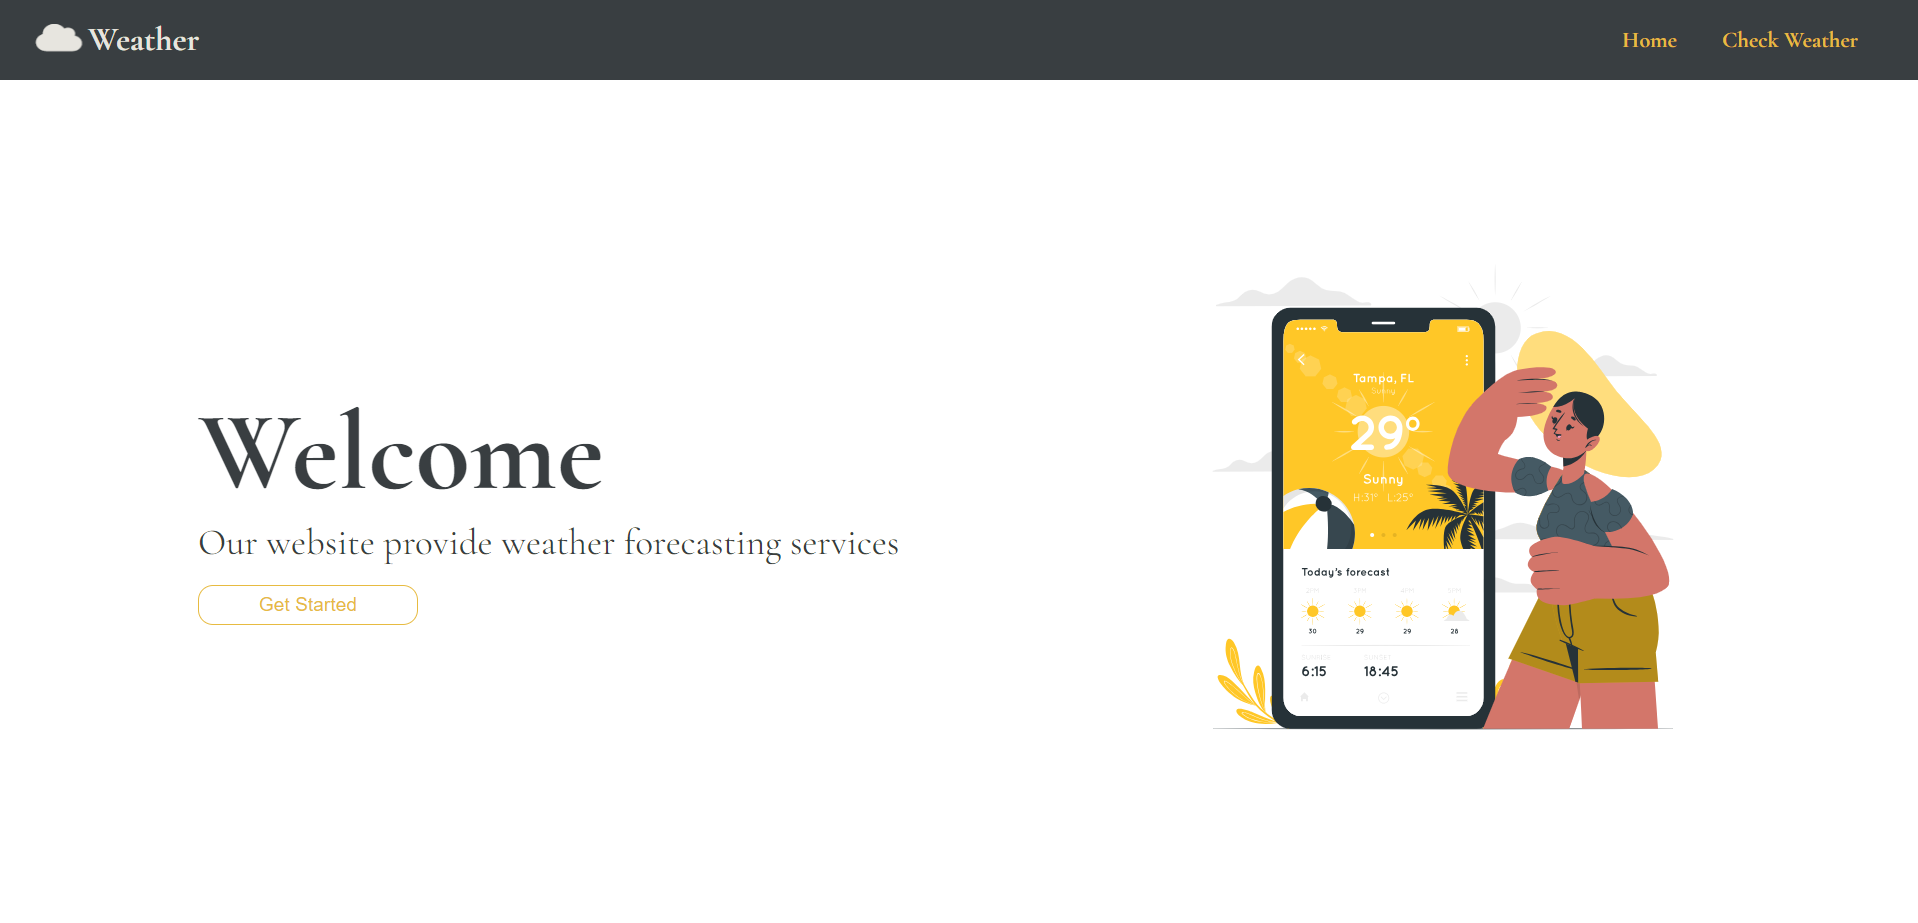 Weather
Home
Check Weather
Welcome
Our website provide weather forecasting services
Get Started
Tampa, FL
Sunny
29°
Sunny
H:31° L:25°
Today's forecast
30 29 29 28
6:15 18:45